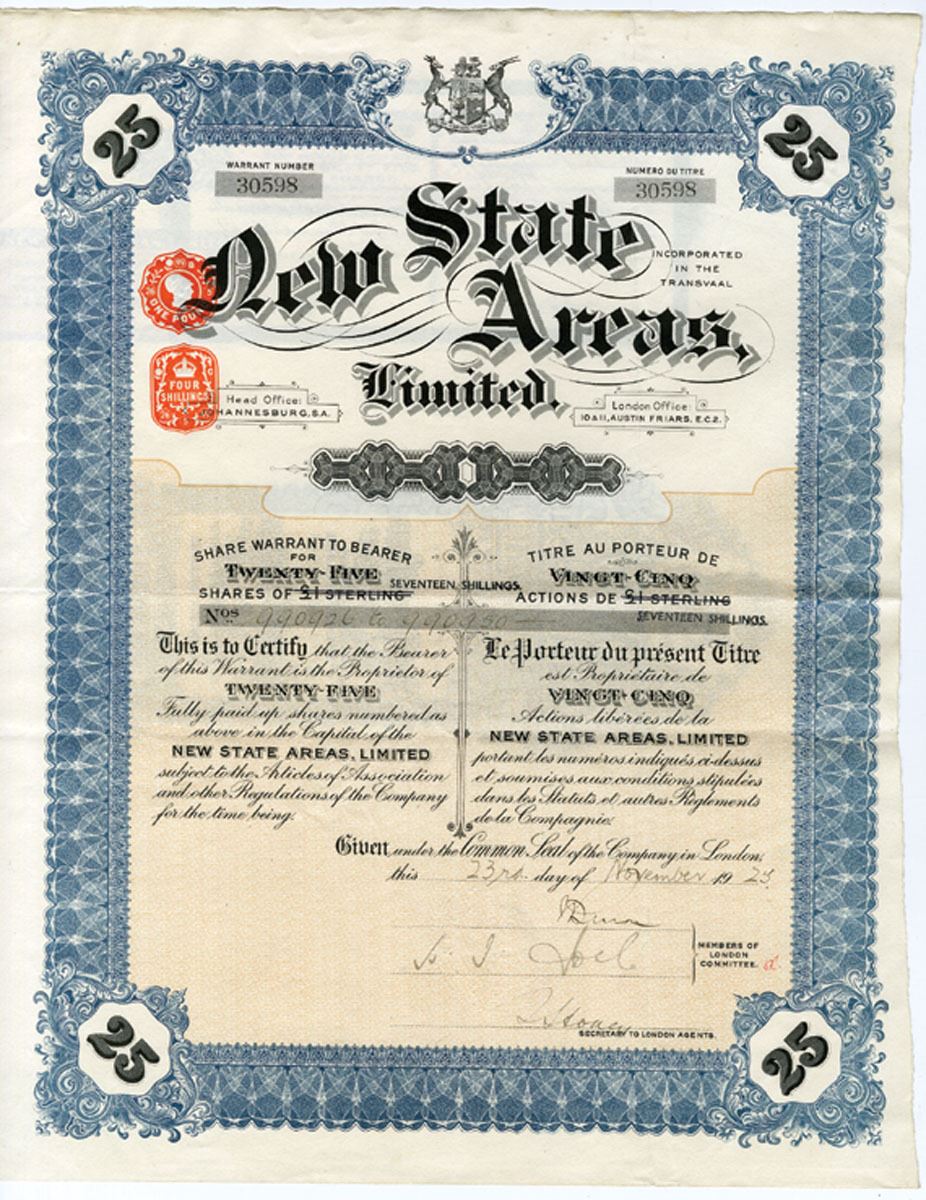 25
25
WARRANT NUMBER
30598
NUMERO DU TITRE
30598
New State
Areas,
Limited.
INCORPORATED
IN THE
TRANSVAAL
ONE POUND
FOUR
SHILLINGS
Head Office:
JOHANNESBURG, S.A.
London Office:
10 & 11, AUSTIN FRIARS, E.C.2.
SHARE WARRANT TO BEARER
FOR
TWENTY-FIVE
SHARES OF £1 STERLING
SEVENTEEN SHILLINGS.
TITRE AU PORTEUR DE
VINGT-CINQ
ACTIONS DE £1 STERLING
SEVENTEEN SHILLINGS.
Nos 990926 to 990950
This is to Certify that the Bearer
of this Warrant is the Proprietor of
TWENTY-FIVE
Fully paid up shares numbered as
above in the Capital of the
NEW STATE AREAS, LIMITED
subject to the Articles of Association
and other Regulations of the Company
for the time being.
Le Porteur du présent Titre
est Propriétaire de
VINGT-CINQ
Actions libérées de la
NEW STATE AREAS, LIMITED
portant les numéros indiqués ci-dessus
et soumises aux conditions stipulées
dans les Statuts et autres Règlements
de la Compagnie.
Given under the Common Seal of the Company in London,
this 23rd day of November 19
S. J. Joel
MEMBERS OF
LONDON
COMMITTEE.
SECRETARY TO LONDON AGENTS.
25
25